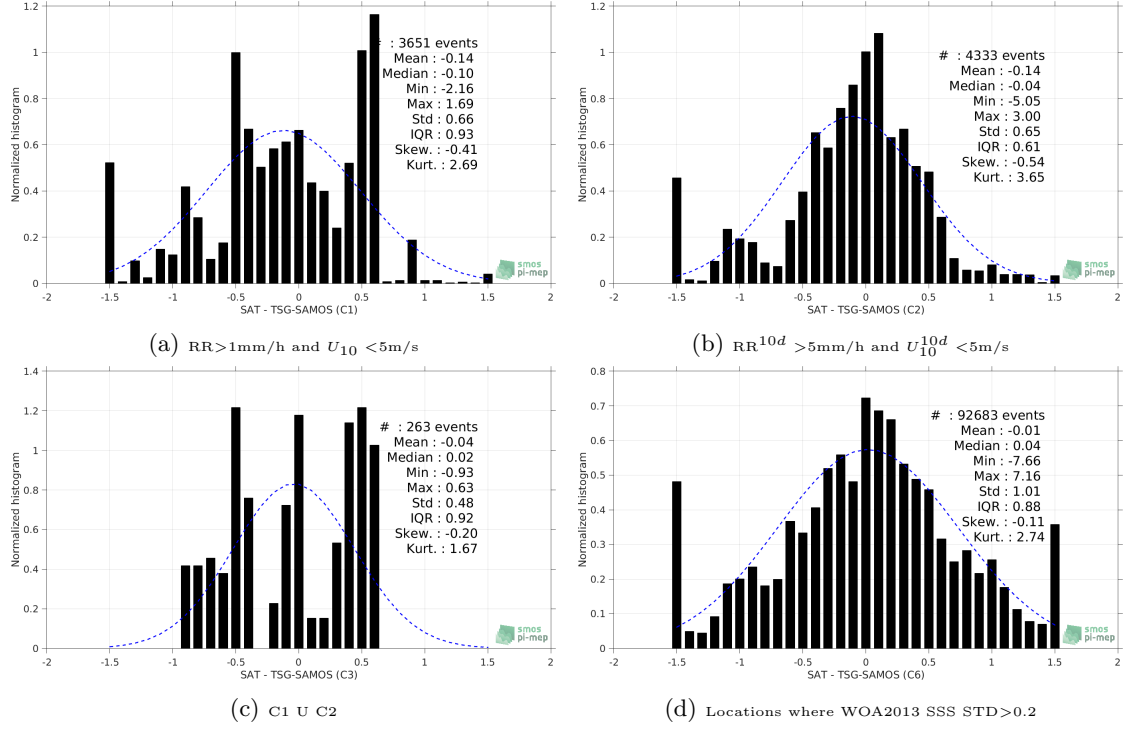 1.2
1
0.8
0.6
0.4
0.2
0
-2 -1.5 -1 -0.5 0 0.5 1 1.5 2
Normalized histogram
SAT - TSG-SAMOS (C1)
# : 3651 events
Mean : -0.14
Median : -0.10
Min : -2.16
Max : 1.69
Std : 0.66
IQR : 0.93
Skew. : -0.41
Kurt. : 2.69
smos
pi-mep
(a) RR>1mm/h and U10 <5m/s
1.2
1
0.8
0.6
0.4
0.2
0
-2 -1.5 -1 -0.5 0 0.5 1 1.5 2
Normalized histogram
SAT - TSG-SAMOS (C2)
# : 4333 events
Mean : -0.14
Median : -0.04
Min : -5.05
Max : 3.00
Std : 0.65
IQR : 0.61
Skew. : -0.54
Kurt. : 3.65
smos
pi-mep
(b) RR10d >5mm/h and U10d10 <5m/s
1.4
1.2
1
0.8
0.6
0.4
0.2
0
-2 -1.5 -1 -0.5 0 0.5 1 1.5 2
Normalized histogram
SAT - TSG-SAMOS (C3)
# : 263 events
Mean : -0.04
Median : 0.02
Min : -0.93
Max : 0.63
Std : 0.48
IQR : 0.92
Skew. : -0.20
Kurt. : 1.67
smos
pi-mep
(c) C1 U C2
0.8
0.7
0.6
0.5
0.4
0.3
0.2
0.1
0
-2 -1.5 -1 -0.5 0 0.5 1 1.5 2
Normalized histogram
SAT - TSG-SAMOS (C6)
# : 92683 events
Mean : -0.01
Median : 0.04
Min : -7.66
Max : 7.16
Std : 1.01
IQR : 0.88
Skew. : -0.11
Kurt. : 2.74
smos
pi-mep
(d) Locations where WOA2013 SSS STD>0.2